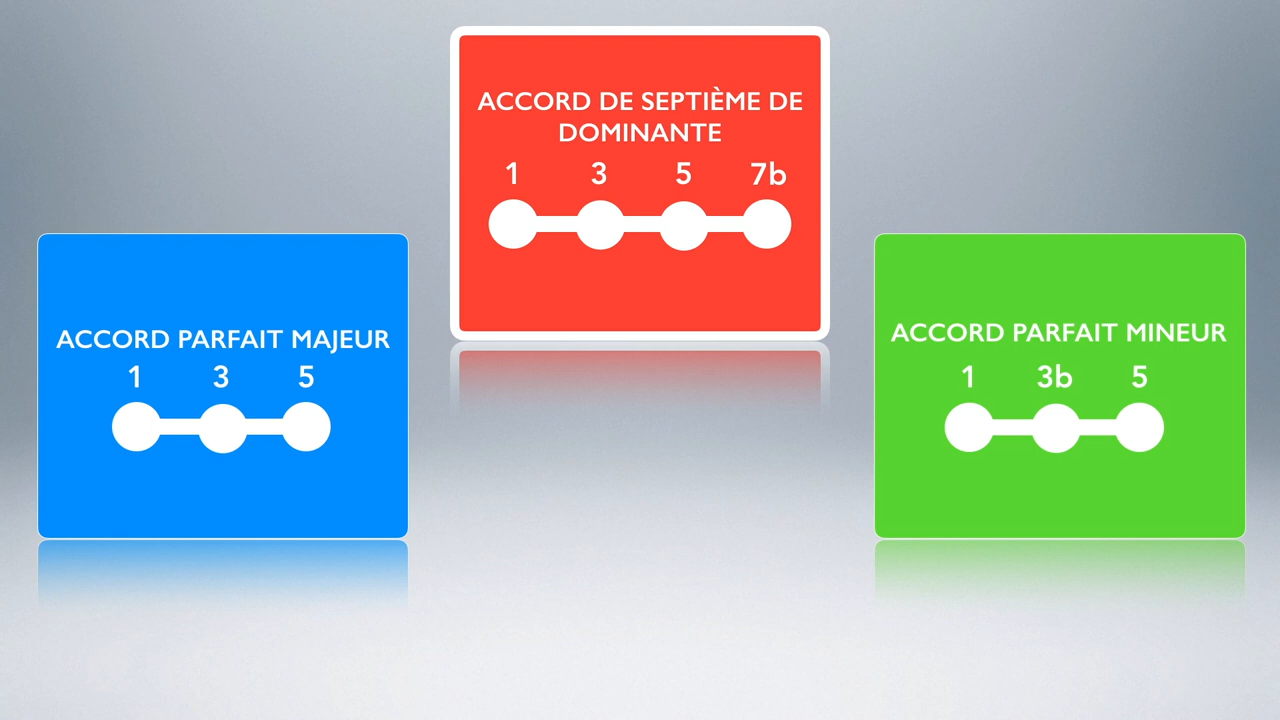 ACCORD DE SEPTIÈME DE
DOMINANTE
1 3 5 7b
ACCORD PARFAIT MAJEUR
1 3 5
ACCORD PARFAIT MINEUR
1 3b 5